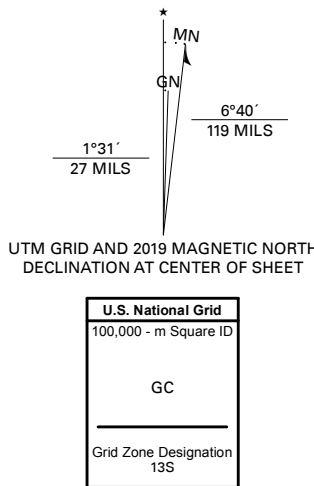 ★
MN
GN
6°40´
119 MILS
1°31´
27 MILS
UTM GRID AND 2019 MAGNETIC NORTH
DECLINATION AT CENTER OF SHEET
U.S. National Grid
100,000 - m Square ID
GC
Grid Zone Designation
13S